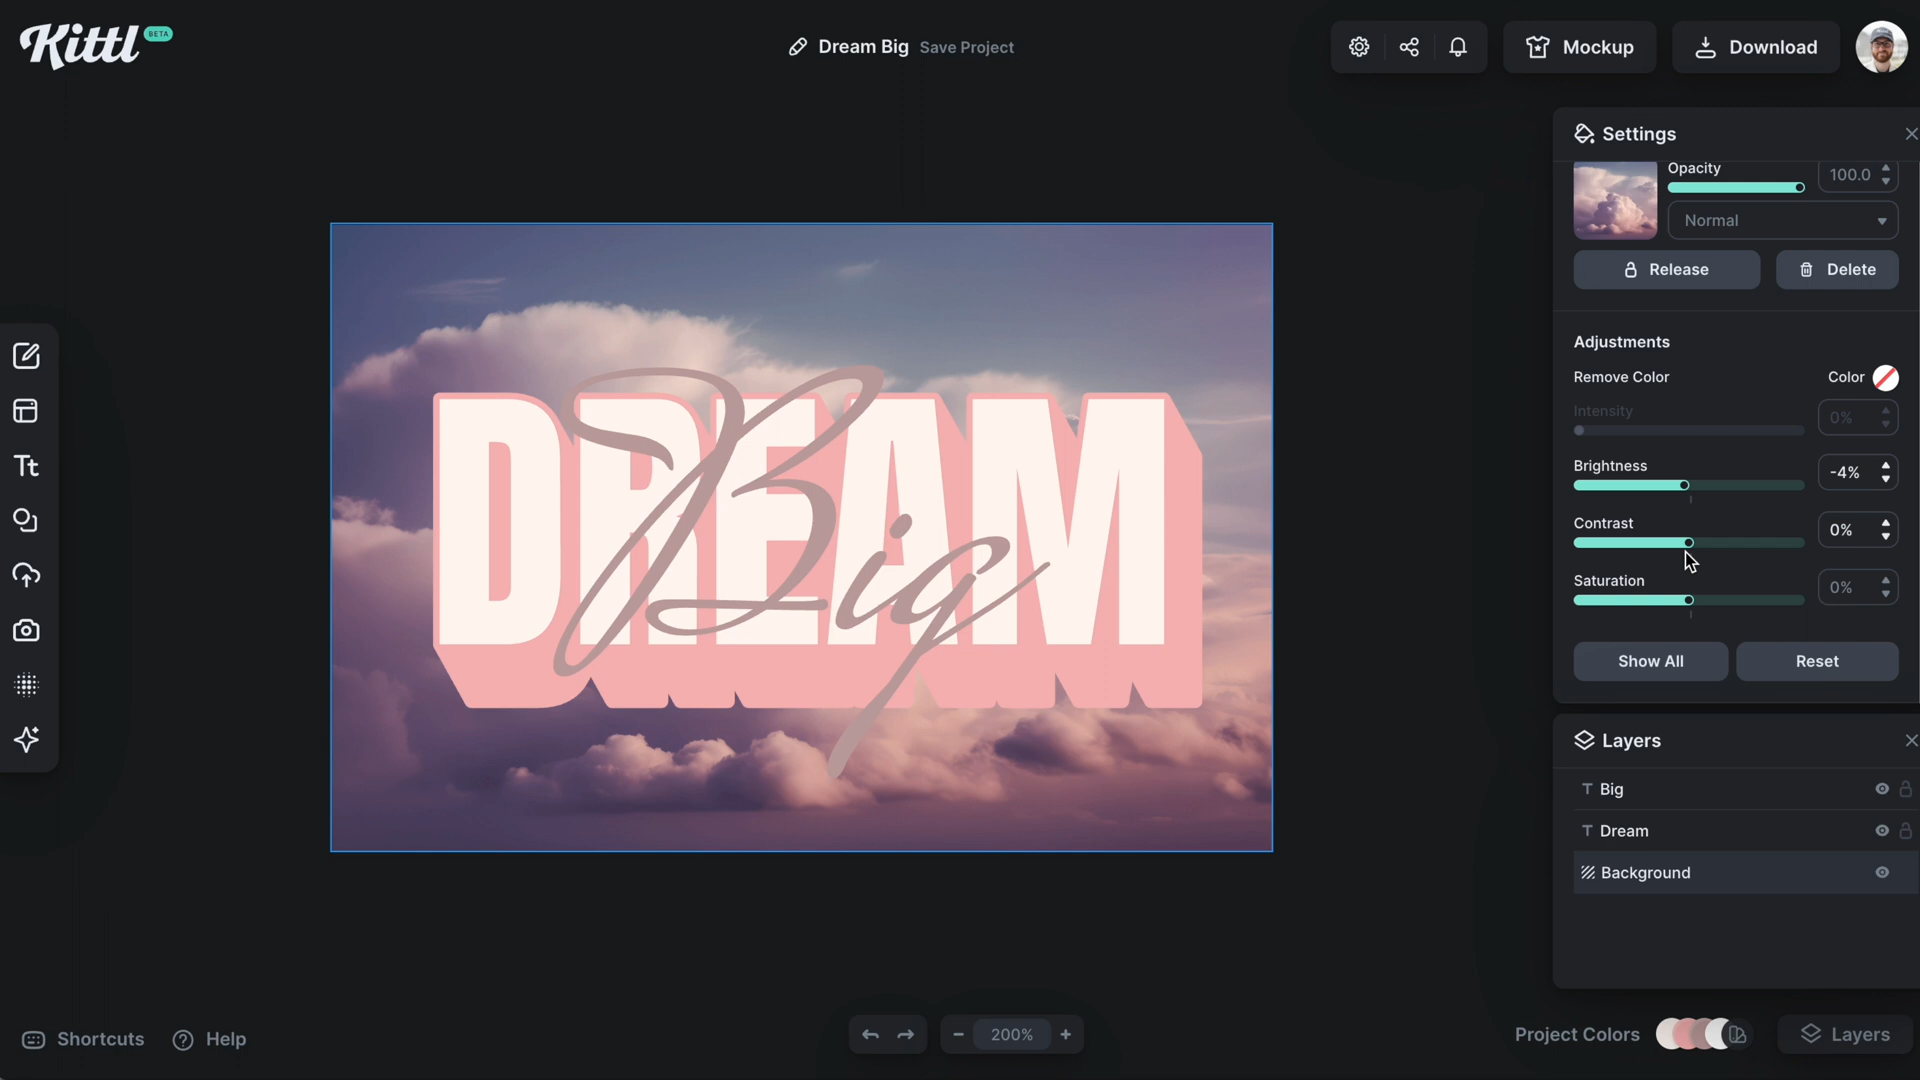 Kittl BETA
Dream Big Save Project
Mockup
Download
Settings
Opacity
100.0
Normal
Release
Delete
Adjustments
Remove Color
Color
Intensity
0%
Brightness
-4%
Contrast
0%
Saturation
0%
Show All
Reset
DREAM
Big
Tt
Layers
T Big
T Dream
Background
Shortcuts
Help
200%
Project Colors
Layers